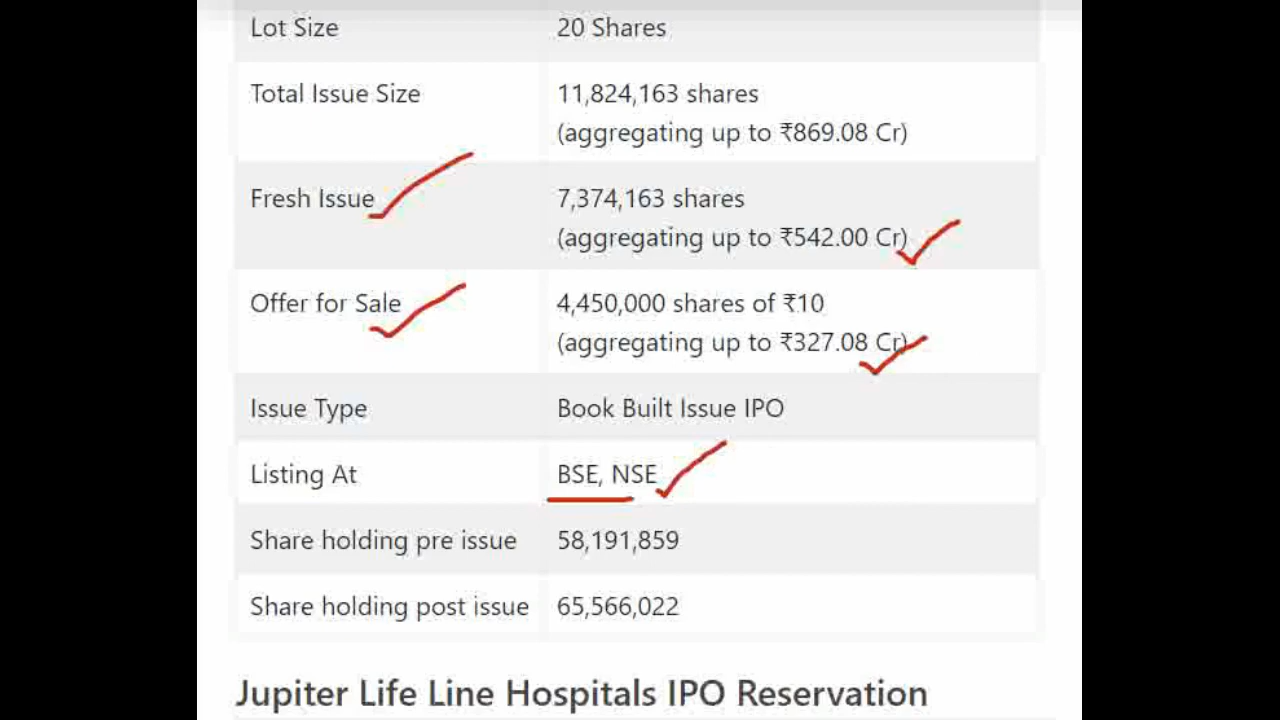 Lot Size 20 Shares
Total Issue Size 11,824,163 shares
(aggregating up to ₹869.08 Cr)
Fresh Issue 7,374,163 shares
(aggregating up to ₹542.00 Cr)
Offer for Sale 4,450,000 shares of ₹10
(aggregating up to ₹327.08 Cr)
Issue Type Book Built Issue IPO
Listing At BSE, NSE
Share holding pre issue 58,191,859
Share holding post issue 65,566,022
Jupiter Life Line Hospitals IPO Reservation